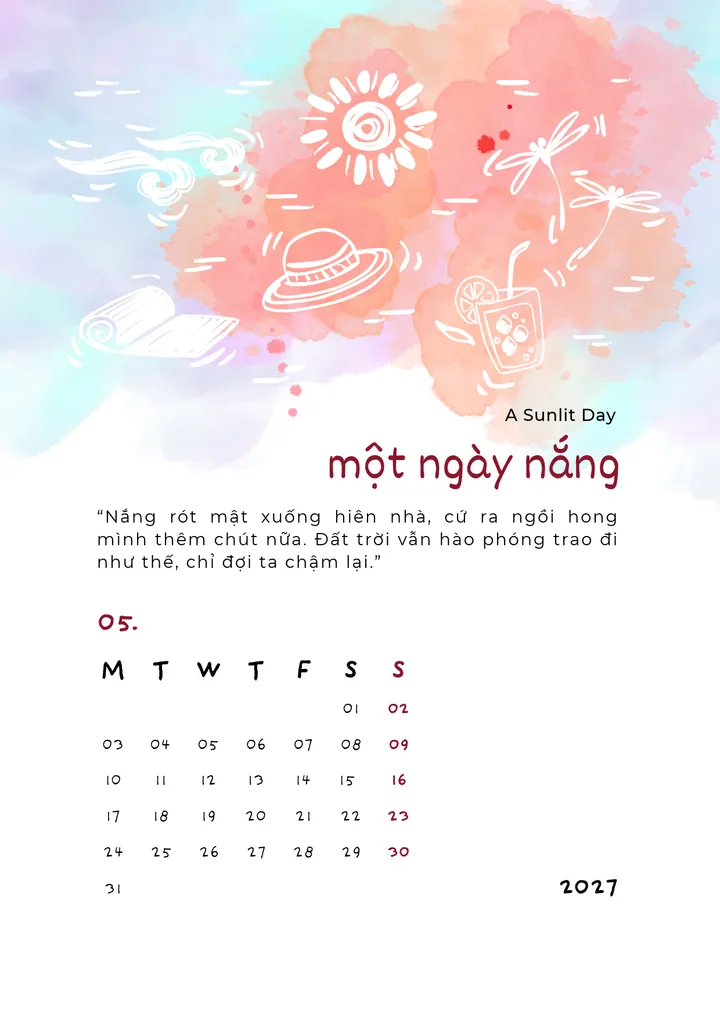 A Sunlit Day
một ngày nắng
“Nắng rót mật xuống hiên nhà, cứ ra ngồi hong
mình thêm chút nữa. Đất trời vẫn hào phóng trao đi
như thế, chỉ đợi ta chậm lại.”
05.
M T W T F S S
01 02
03 04 05 06 07 08 09
10 11 12 13 14 15 16
17 18 19 20 21 22 23
24 25 26 27 28 29 30
31
2027